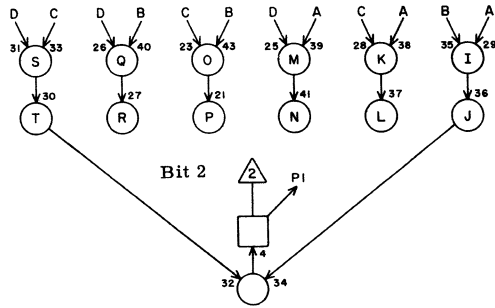 D C D B C B D A C A B A
31 33 26 40 23 43 25 39 28 38 35 29
S Q O M K I
30 27 21 41 37 36
T R P N L J
Bit 2 2 P1
4
32 34